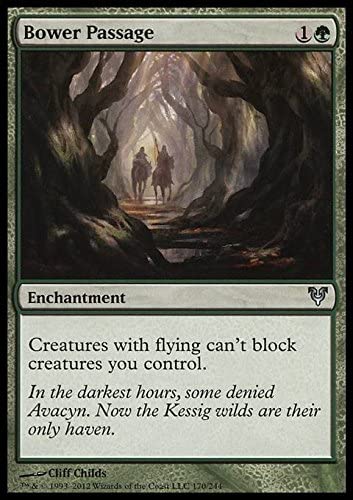 Bower Passage 1
Enchantment
Creatures with flying can't block
creatures you control.
In the darkest hours, some denied
Avacyn. Now the Kessig wilds are their
only haven.
Cliff Childs
™ & © 1993–2012 Wizards of the Coast LLC 170/244